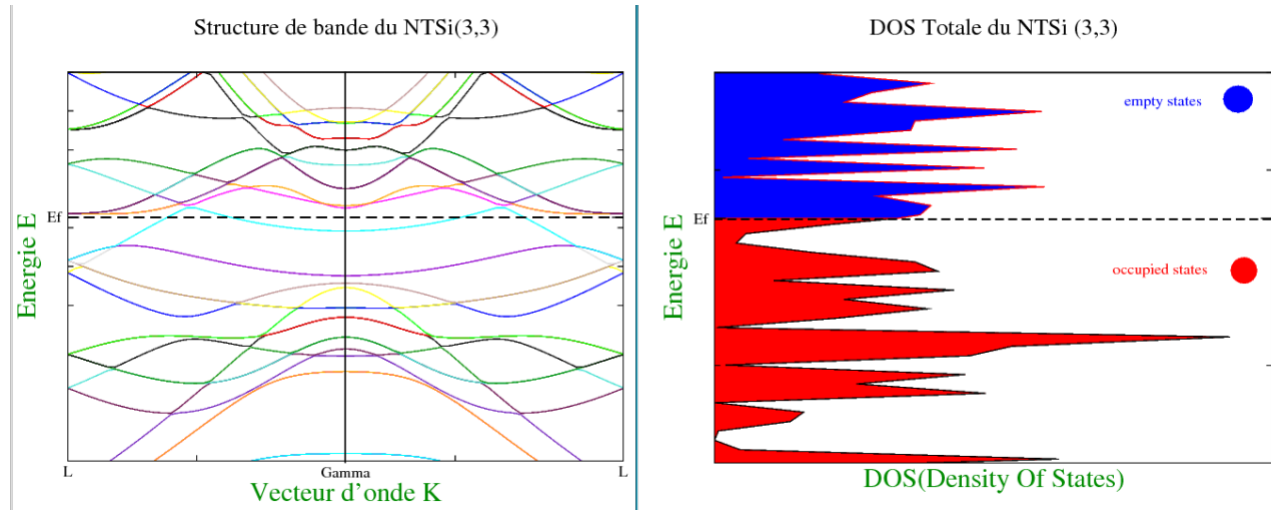 Structure de bande du NTSi(3,3)
Energie E
Ef
L
Gamma
L
Vecteur d'onde K
DOS Totale du NTSi (3,3)
empty states
Energie E
Ef
occupied states
DOS(Density Of States)